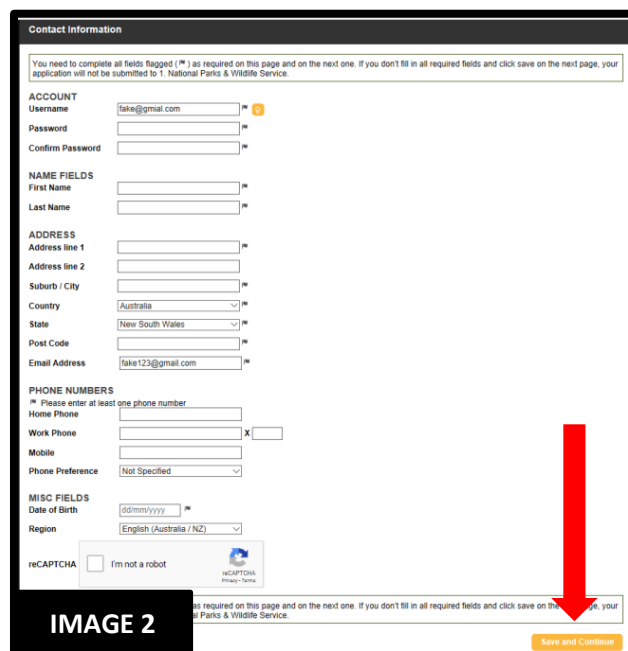 Contact Information
You need to complete all fields flagged ( ) as required on this page and on the next one. If you don't fill in all required fields and click save on the next page, your
application will not be submitted to 1. National Parks & Wildlife Service.
ACCOUNT
Username fake@gmial.com
Password
Confirm Password
NAME FIELDS
First Name
Last Name
ADDRESS
Address line 1
Address line 2
Suburb / City
Country Australia
State New South Wales
Post Code
Email Address fake123@gmail.com
PHONE NUMBERS
Please enter at least one phone number
Home Phone
Work Phone X
Mobile
Phone Preference Not Specified
MISC FIELDS
Date of Birth dd/mm/yyyy
Region English (Australia / NZ)
reCAPTCHA I'm not a robot reCAPTCHA
Privacy - Terms
as required on this page and on the next one. If you don't fill in all required fields and click save on the page, your
Parks & Wildlife Service.
IMAGE 2
Save and Continue